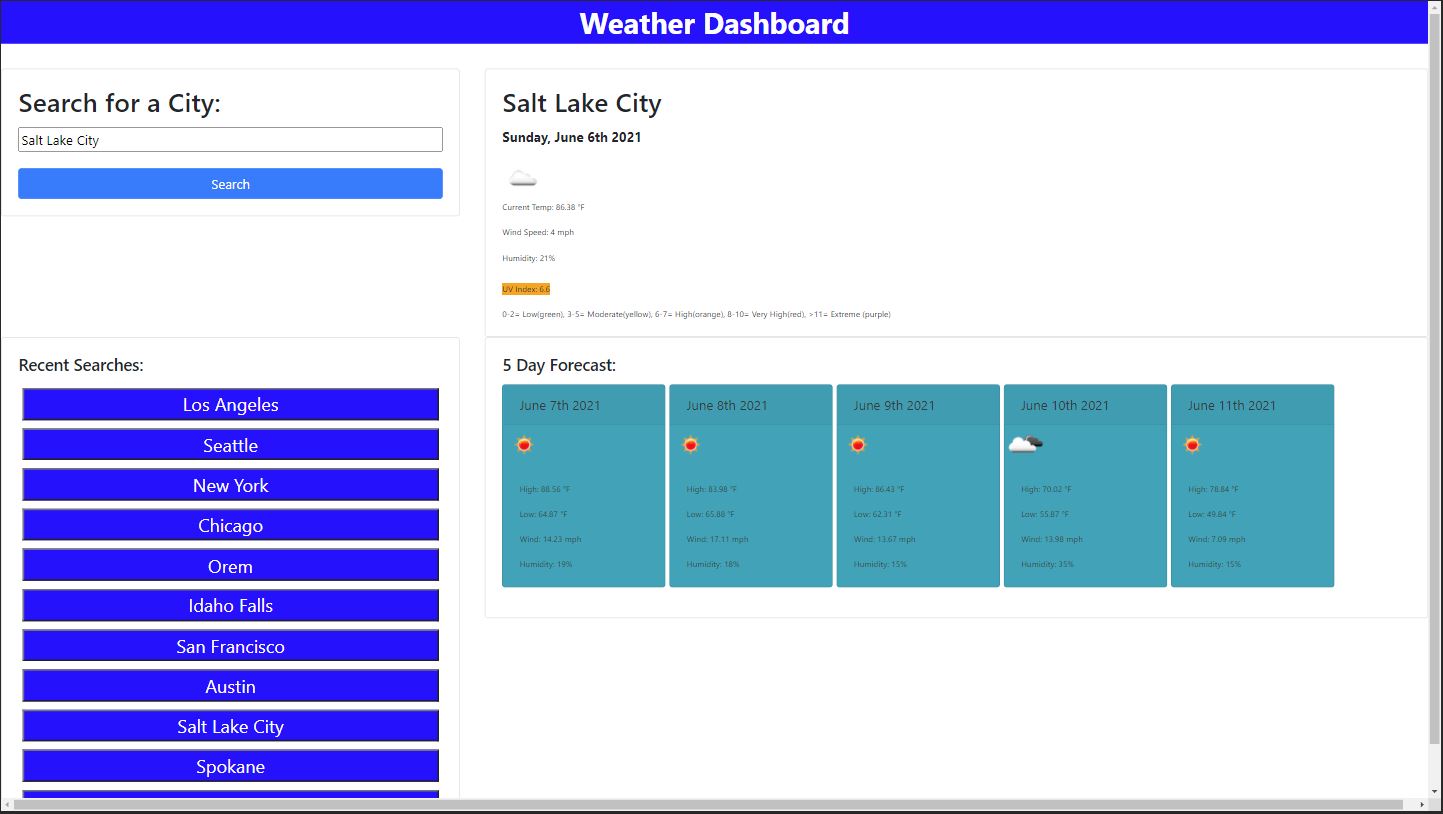 Weather Dashboard
Search for a City:
Salt Lake City
Search
Salt Lake City
Sunday, June 6th 2021
Current Temp: 86.38 °F
Wind Speed: 4 mph
Humidity: 21%
UV Index: 6.6
0-2= Low(green), 3-5= Moderate(yellow), 6-7= High(orange), 8-10= Very High(red), >11= Extreme (purple)
Recent Searches:
Los Angeles
Seattle
New York
Chicago
Orem
Idaho Falls
San Francisco
Austin
Salt Lake City
Spokane
5 Day Forecast:
June 7th 2021
High: 88.56 °F
Low: 64.87 °F
Wind: 14.23 mph
Humidity: 19%
June 8th 2021
High: 83.98 °F
Low: 65.88 °F
Wind: 17.11 mph
Humidity: 18%
June 9th 2021
High: 86.43 °F
Low: 62.31 °F
Wind: 13.67 mph
Humidity: 15%
June 10th 2021
High: 70.02 °F
Low: 55.87 °F
Wind: 13.98 mph
Humidity: 35%
June 11th 2021
High: 78.84 °F
Low: 49.84 °F
Wind: 7.09 mph
Humidity: 15%